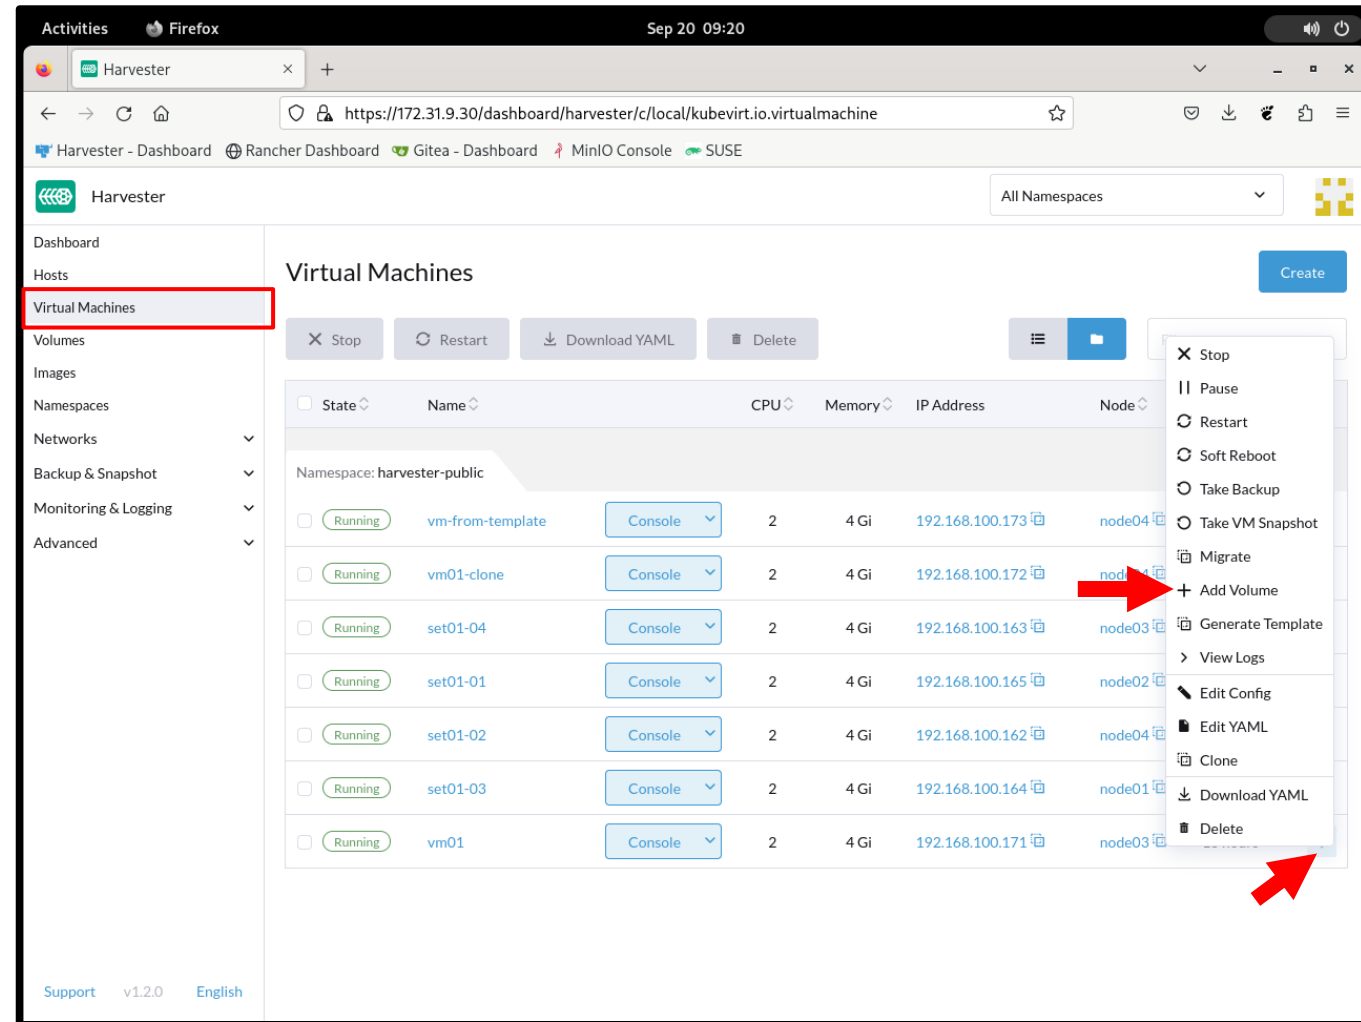 Activities Firefox Sep 20 09:20
Harvester
https://172.31.9.30/dashboard/harvester/c/local/kubevirt.io.virtualmachine
Harvester - Dashboard Rancher Dashboard Gitea - Dashboard MinIO Console SUSE
Harvester All Namespaces
Dashboard
Hosts
Virtual Machines
Volumes
Images
Namespaces
Networks
Backup & Snapshot
Monitoring & Logging
Advanced
Support v1.2.0 English
Virtual Machines Create
Stop Restart Download YAML Delete
State Name CPU Memory IP Address Node
Namespace: harvester-public
Running vm-from-template Console 2 4 Gi 192.168.100.173 node04
Running vm01-clone Console 2 4 Gi 192.168.100.172 node04
Running set01-04 Console 2 4 Gi 192.168.100.163 node03
Running set01-01 Console 2 4 Gi 192.168.100.165 node02
Running set01-02 Console 2 4 Gi 192.168.100.162 node04
Running set01-03 Console 2 4 Gi 192.168.100.164 node01
Running vm01 Console 2 4 Gi 192.168.100.171 node03
Stop
Pause
Restart
Soft Reboot
Take Backup
Take VM Snapshot
Migrate
Add Volume
Generate Template
View Logs
Edit Config
Edit YAML
Clone
Download YAML
Delete